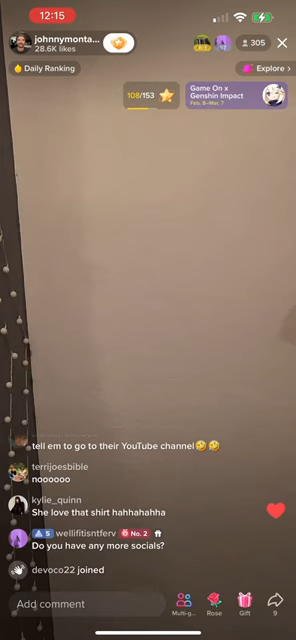 12:15
johnnymonta...
28.6K likes
305
Daily Ranking
Explore >
108/153
Game On x
Genshin Impact
Feb. 8-Mar. 7
tell em to go to their YouTube channel🤣🤣
terrijoesbible
noooooo
kylie_quinn
She love that shirt hahhahahha
5 wellifitisntferv No. 2
Do you have any more socials?
devoco22 joined
Add comment
Multi-g...
Rose
Gift
9